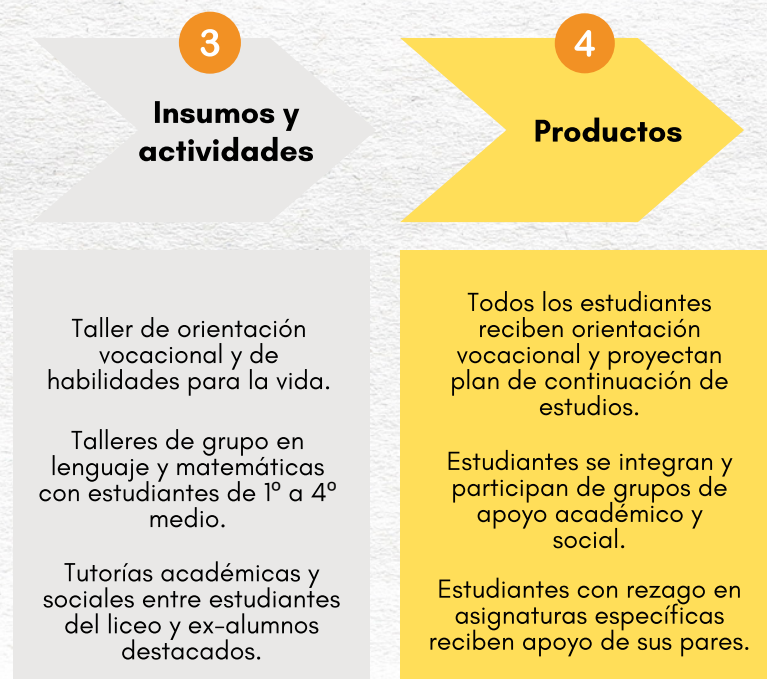 3
Insumos y
actividades
Taller de orientación
vocacional y de
habilidades para la vida.
Talleres de grupo en
lenguaje y matemáticas
con estudiantes de 1º a 4º
medio.
Tutorías académicas y
sociales entre estudiantes
del liceo y ex-alumnos
destacados.
4
Productos
Todos los estudiantes
reciben orientación
vocacional y proyectan
plan de continuación de
estudios.
Estudiantes se integran y
participan de grupos de
apoyo académico y
social.
Estudiantes con rezago en
asignaturas específicas
reciben apoyo de sus pares.